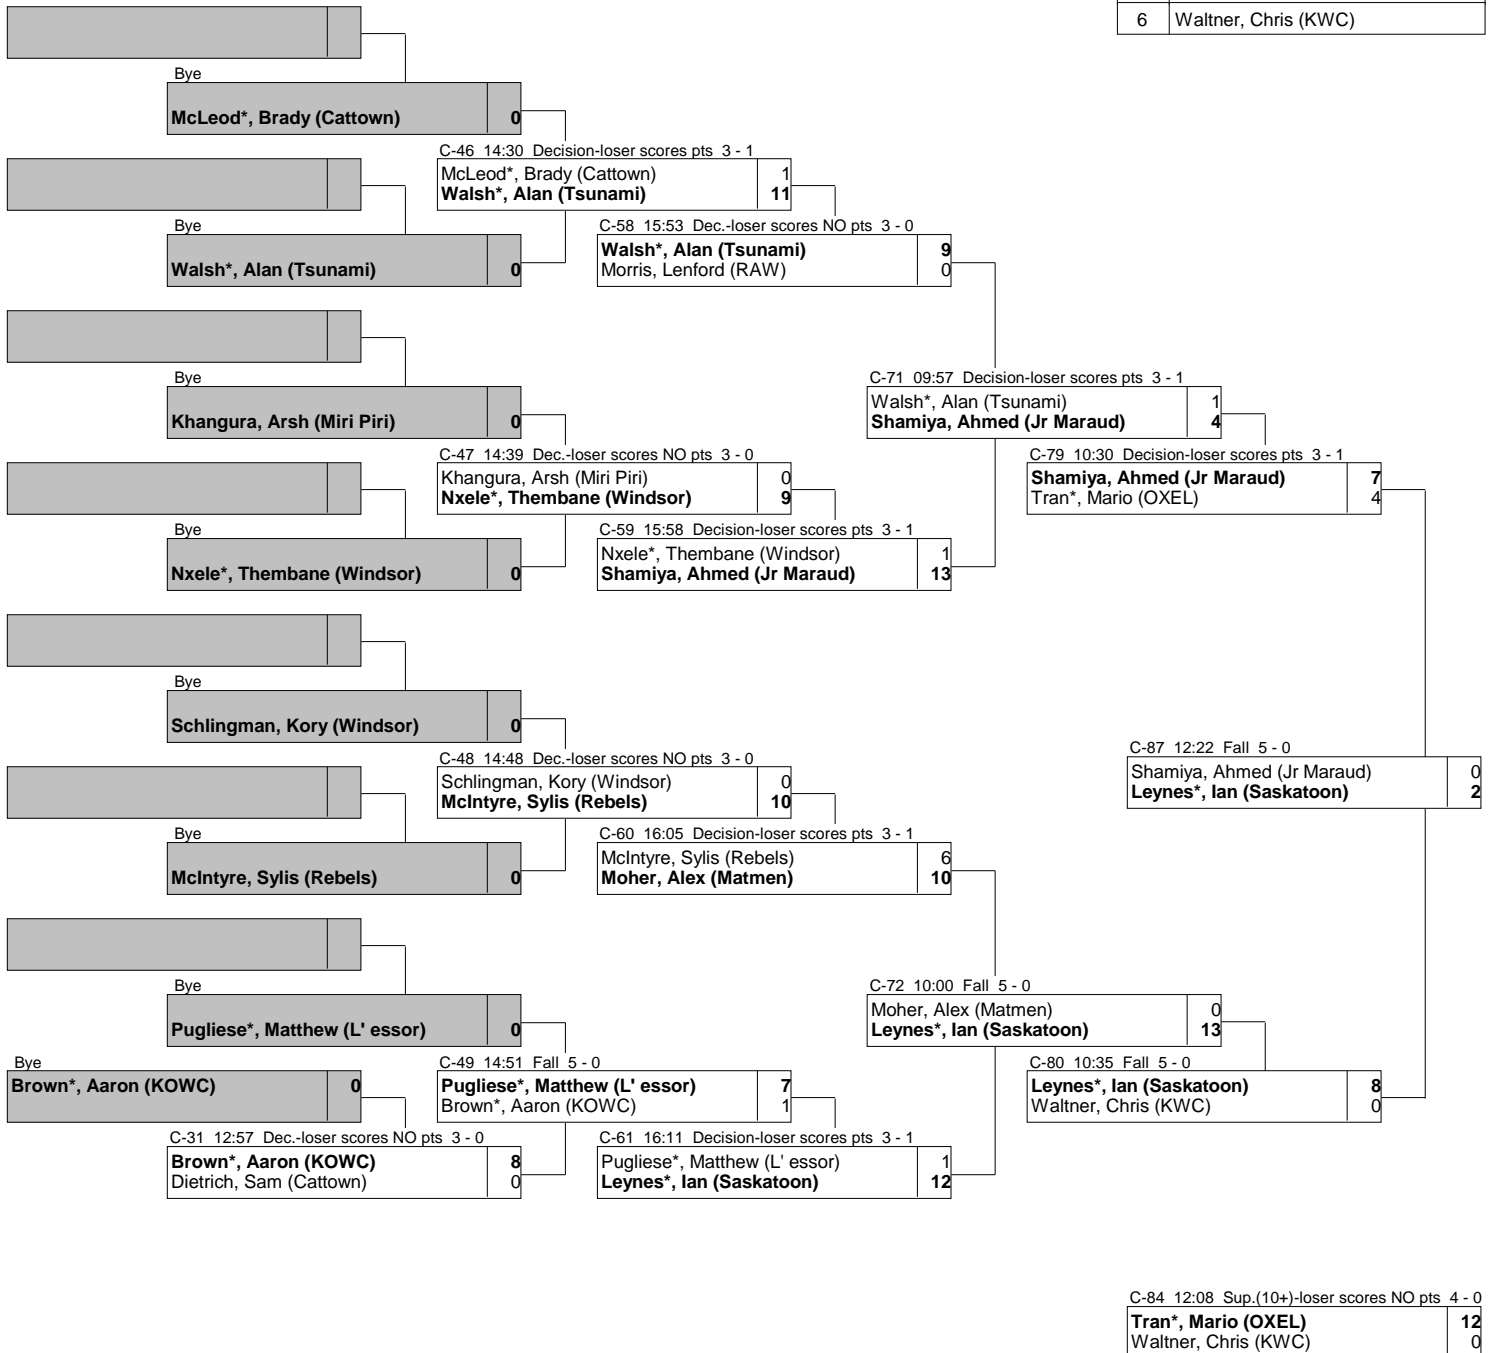 6 Waltner, Chris (KWC)
Bye
McLeod*, Brady (Cattown) 0
C-46 14:30 Decision-loser scores pts 3 - 1
McLeod*, Brady (Cattown) 1
Walsh*, Alan (Tsunami) 11
Bye
Walsh*, Alan (Tsunami) 0
C-58 15:53 Dec.-loser scores NO pts 3 - 0
Walsh*, Alan (Tsunami) 9
Morris, Lenford (RAW) 0
Bye
Khangura, Arsh (Miri Piri) 0
C-71 09:57 Decision-loser scores pts 3 - 1
Walsh*, Alan (Tsunami) 1
Shamiya, Ahmed (Jr Maraud) 4
C-47 14:39 Dec.-loser scores NO pts 3 - 0
Khangura, Arsh (Miri Piri) 0
Nxele*, Thembane (Windsor) 9
C-79 10:30 Decision-loser scores pts 3 - 1
Shamiya, Ahmed (Jr Maraud) 7
Tran*, Mario (OXEL) 4
Bye
Nxele*, Thembane (Windsor) 0
C-59 15:58 Decision-loser scores pts 3 - 1
Nxele*, Thembane (Windsor) 1
Shamiya, Ahmed (Jr Maraud) 13
Bye
Schlingman, Kory (Windsor) 0
C-48 14:48 Dec.-loser scores NO pts 3 - 0
Schlingman, Kory (Windsor) 0
McIntyre, Sylis (Rebels) 10
C-87 12:22 Fall 5 - 0
Shamiya, Ahmed (Jr Maraud) 0
Leynes*, Ian (Saskatoon) 2
Bye
McIntyre, Sylis (Rebels) 0
C-60 16:05 Decision-loser scores pts 3 - 1
McIntyre, Sylis (Rebels) 6
Moher, Alex (Matmen) 10
Bye
Pugliese*, Matthew (L' essor) 0
C-72 10:00 Fall 5 - 0
Moher, Alex (Matmen) 0
Leynes*, Ian (Saskatoon) 13
Bye
Brown*, Aaron (KOWC) 0
C-49 14:51 Fall 5 - 0
Pugliese*, Matthew (L' essor) 7
Brown*, Aaron (KOWC) 1
C-80 10:35 Fall 5 - 0
Leynes*, Ian (Saskatoon) 8
Waltner, Chris (KWC) 0
C-31 12:57 Dec.-loser scores NO pts 3 - 0
Brown*, Aaron (KOWC) 8
Dietrich, Sam (Cattown) 0
C-61 16:11 Decision-loser scores pts 3 - 1
Pugliese*, Matthew (L' essor) 1
Leynes*, Ian (Saskatoon) 12
C-84 12:08 Sup.(10+)-loser scores NO pts 4 - 0
Tran*, Mario (OXEL) 12
Waltner, Chris (KWC) 0